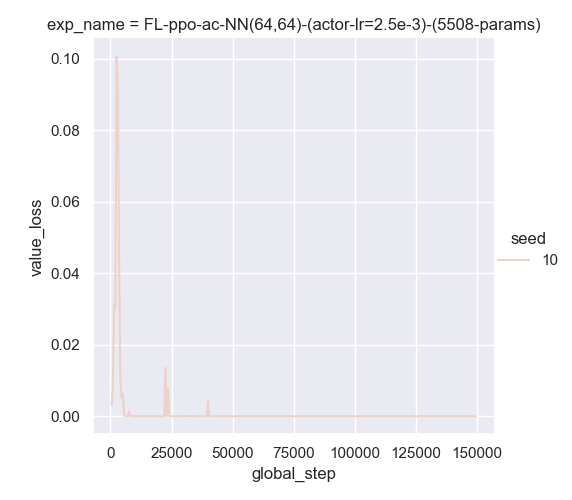 exp_name = FL-ppo-ac-NN(64,64)-(actor-lr=2.5e-3)-(5508-params)
0.10
0.08
0.06
0.04
0.02
0.00
value_loss
seed
10
0 25000 50000 75000 100000 125000 150000
global_step